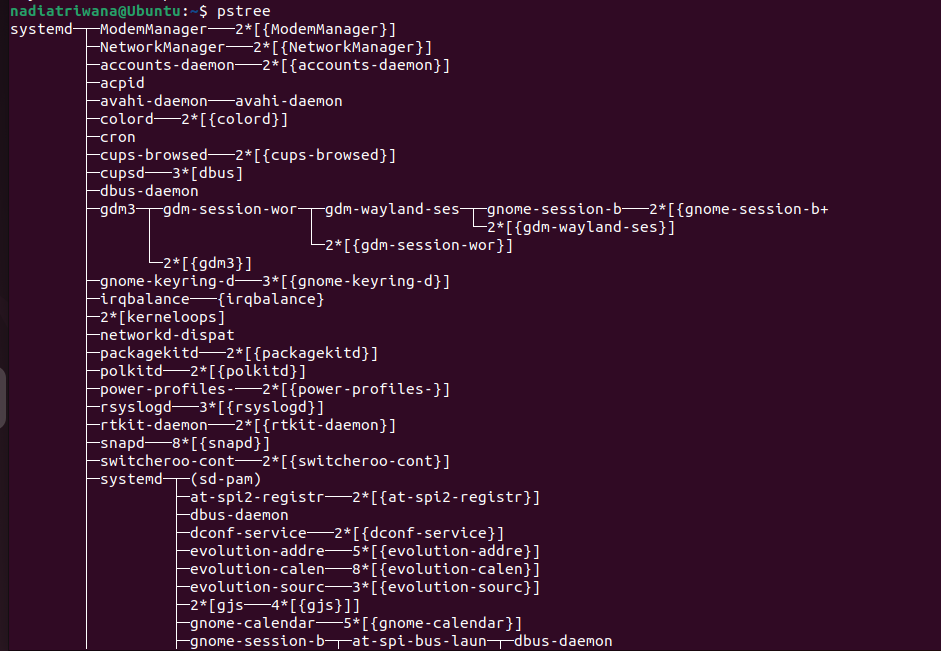 nadiatriwana@Ubuntu:~$ pstree
systemd─┬─ModemManager───2*[{ModemManager}]
        ├─NetworkManager───2*[{NetworkManager}]
        ├─accounts-daemon───2*[{accounts-daemon}]
        ├─acpid
        ├─avahi-daemon───avahi-daemon
        ├─colord───2*[{colord}]
        ├─cron
        ├─cups-browsed───2*[{cups-browsed}]
        ├─cupsd───3*[dbus]
        ├─dbus-daemon
        ├─gdm3─┬─gdm-session-wor─┬─gdm-wayland-ses─┬─gnome-session-b───2*[{gnome-session-b+
        │      │                 │                 └─2*[{gdm-wayland-ses}]
        │      │                 └─2*[{gdm-session-wor}]
        │      └─2*[{gdm3}]
        ├─gnome-keyring-d───3*[{gnome-keyring-d}]
        ├─irqbalance───{irqbalance}
        ├─2*[kerneloops]
        ├─networkd-dispat
        ├─packagekitd───2*[{packagekitd}]
        ├─polkitd───2*[{polkitd}]
        ├─power-profiles-───2*[{power-profiles-}]
        ├─rsyslogd───3*[{rsyslogd}]
        ├─rtkit-daemon───2*[{rtkit-daemon}]
        ├─snapd───8*[{snapd}]
        ├─switcheroo-cont───2*[{switcheroo-cont}]
        ├─systemd─┬─(sd-pam)
        │         ├─at-spi2-registr───2*[{at-spi2-registr}]
        │         ├─dbus-daemon
        │         ├─dconf-service───2*[{dconf-service}]
        │         ├─evolution-addre───5*[{evolution-addre}]
        │         ├─evolution-calen───8*[{evolution-calen}]
        │         ├─evolution-sourc───3*[{evolution-sourc}]
        │         ├─2*[gjs───4*[{gjs}]]
        │         ├─gnome-calendar───5*[{gnome-calendar}]
        │         ├─gnome-session-b─┬─at-spi-bus-laun─┬─dbus-daemon